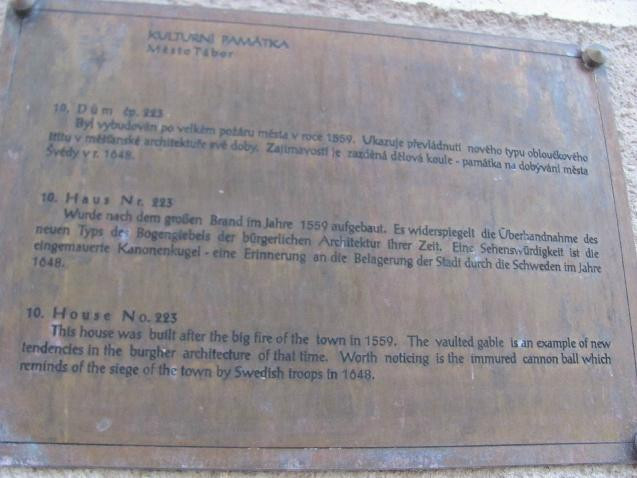 KULTURNÍ PAMÁTKA
Město Tábor
10. Dům čp. 223
Byl vybudován po velkém požáru města v roce 1559. Ukazuje převládnutí nového typu obloučkového
štítu v měšťanské architektuře své doby. Zajímavostí je zazděná dělová koule - památka na dobývání města
Švédy v r. 1648.
10. Haus Nr. 223
Wurde nach dem großen Brand im Jahre 1559 aufgebaut. Es widerspiegelt die Überhandnahme des
neuen Typs des Bogengiebels der bürgerlichen Architektur ihrer Zeit. Eine Sehenswürdigkeit ist die
eingemauerte Kanonenkugel - eine Erinnerung an die Belagerung der Stadt durch die Schweden im Jahre
1648.
10. House No. 223
This house was built after the big fire of the town in 1559. The vaulted gable is an example of new
tendencies in the burgher architecture of that time. Worth noticing is the immured cannon ball which
reminds of the siege of the town by Swedish troops in 1648.